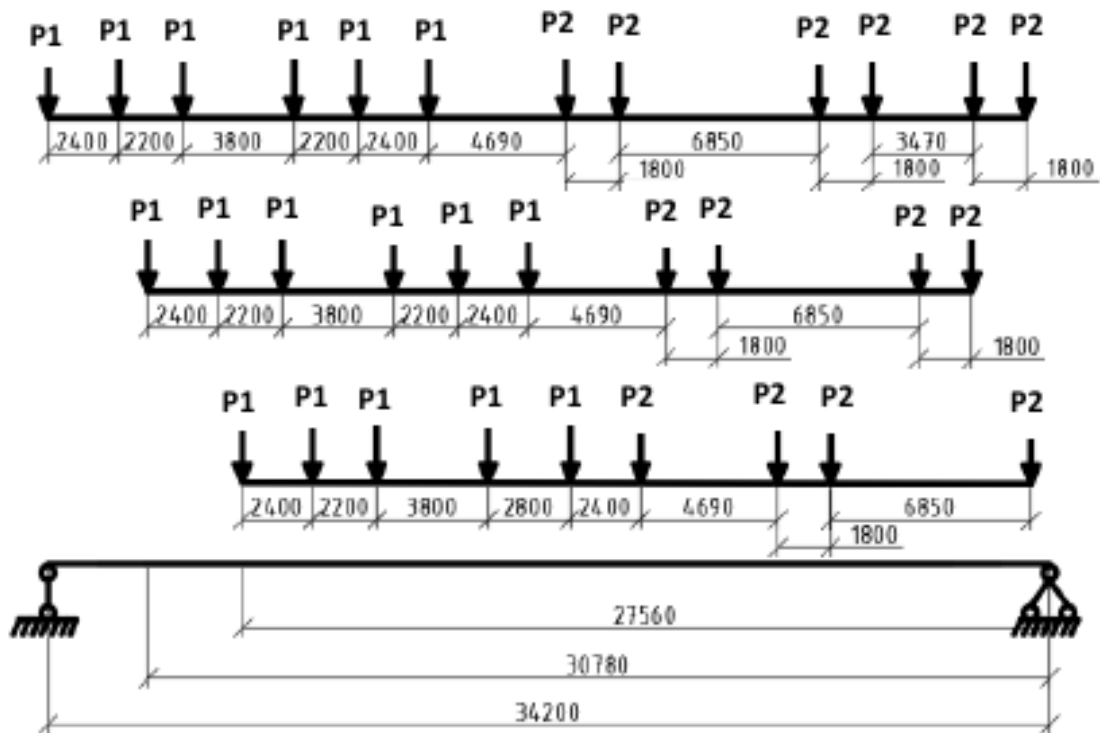 P1 P1 P1 P1 P1 P1 P2 P2 P2 P2 P2 P2
2400 2200 3800 2200 2400 4690 6850 3470
1800 1800 1800
P1 P1 P1 P1 P1 P1 P2 P2 P2 P2
2400 2200 3800 2200 2400 4690 6850
1800 1800
P1 P1 P1 P1 P1 P2 P2 P2 P2
2400 2200 3800 2800 2400 4690 6850
1800
27560
30780
34200